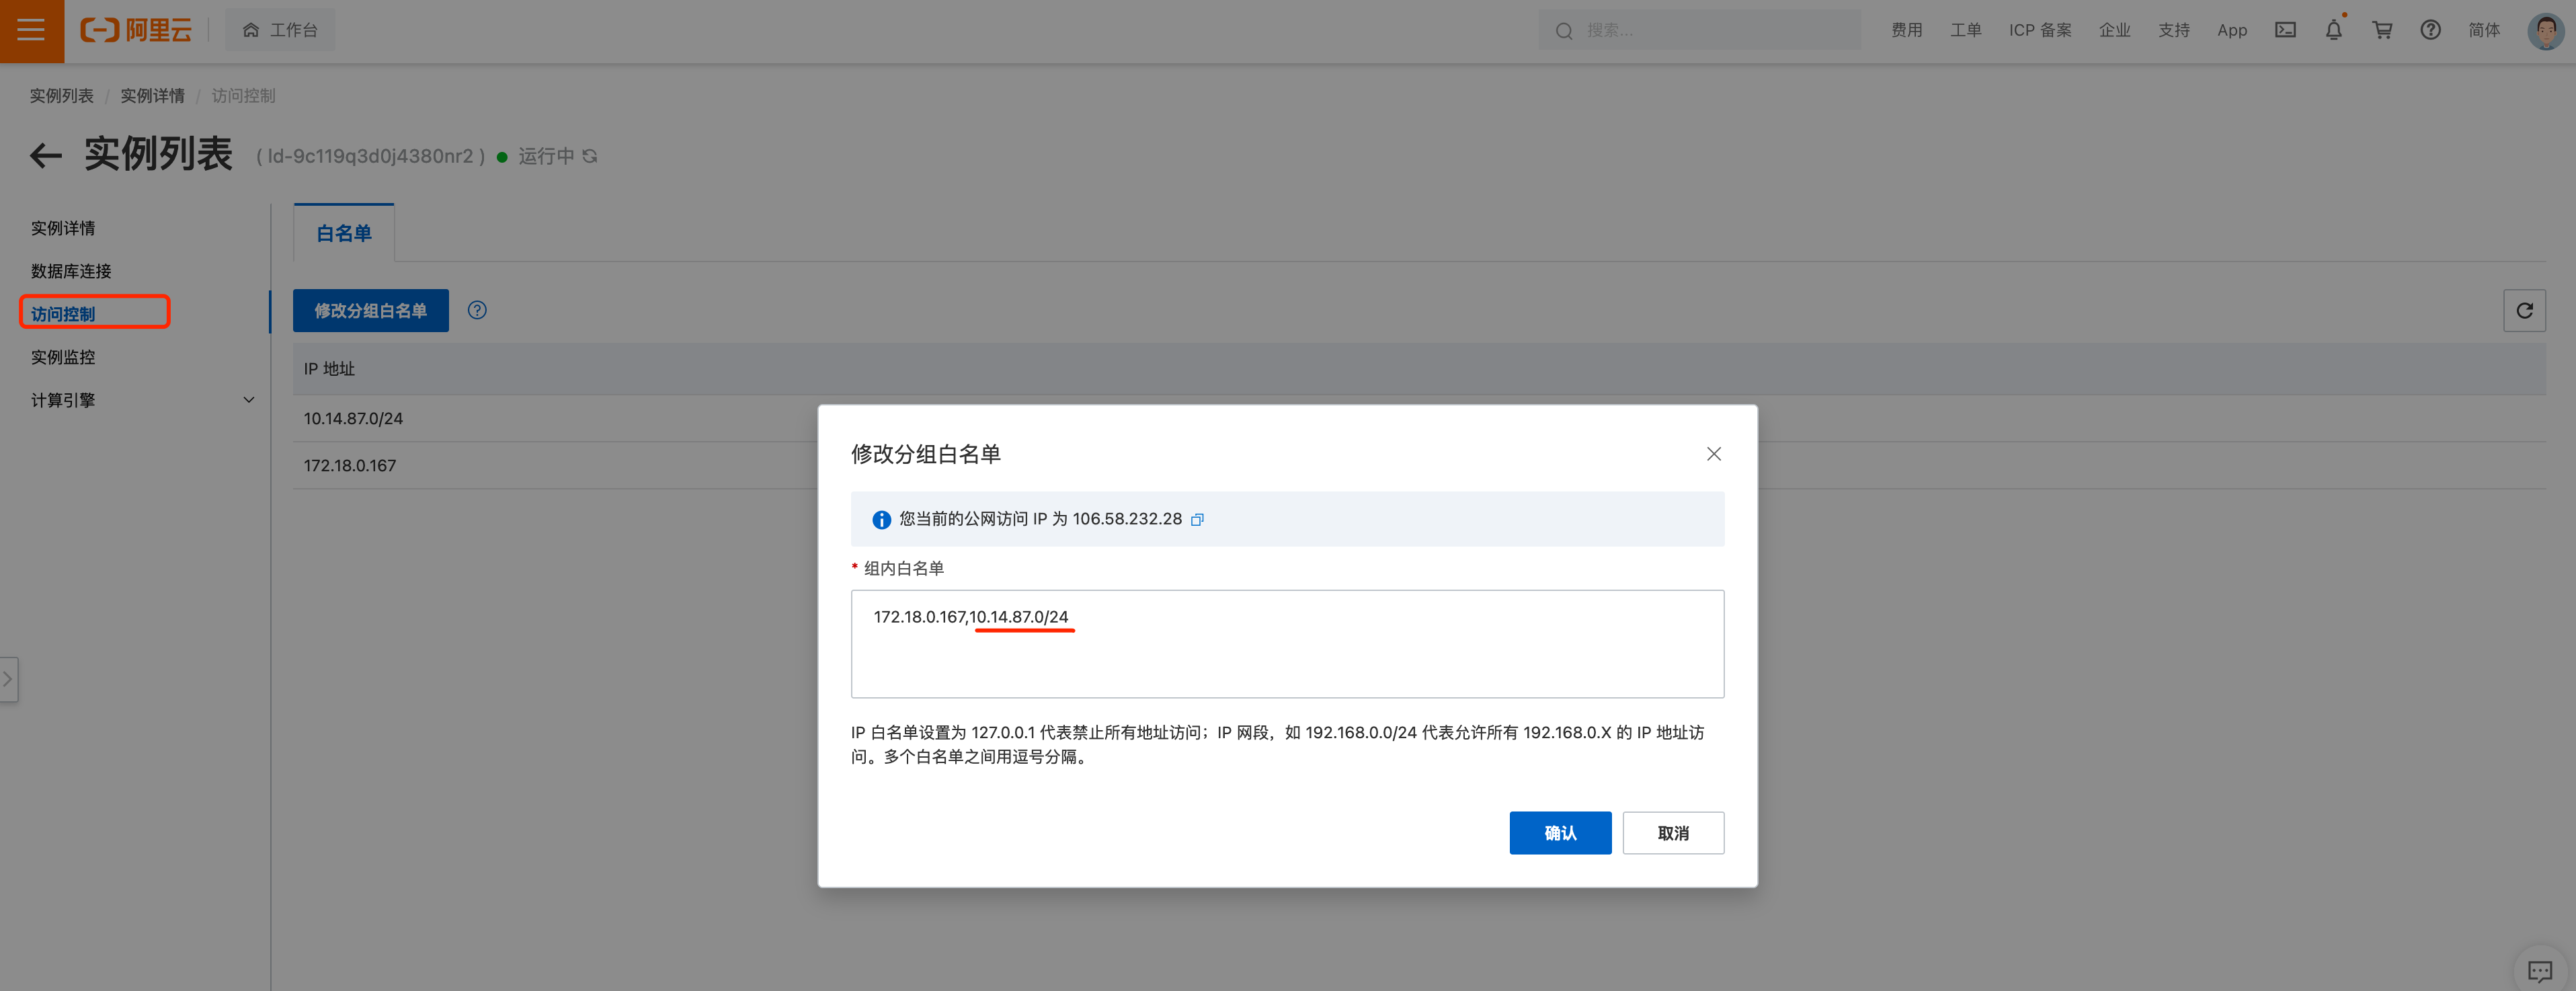 阿里云
工作台
搜索...
费用
工单
ICP 备案
企业
支持
App
简体
实例列表 / 实例详情 / 访问控制
实例列表
( ld-9c119q3d0j4380nr2 )
运行中
实例详情
数据库连接
访问控制
实例监控
计算引擎
白名单
修改分组白名单
IP 地址
10.14.87.0/24
172.18.0.167
修改分组白名单
您当前的公网访问 IP 为 106.58.232.28
* 组内白名单
172.18.0.167,10.14.87.0/24
IP 白名单设置为 127.0.0.1 代表禁止所有地址访问；IP 网段，如 192.168.0.0/24 代表允许所有 192.168.0.X 的 IP 地址访
问。多个白名单之间用逗号分隔。
确认
取消